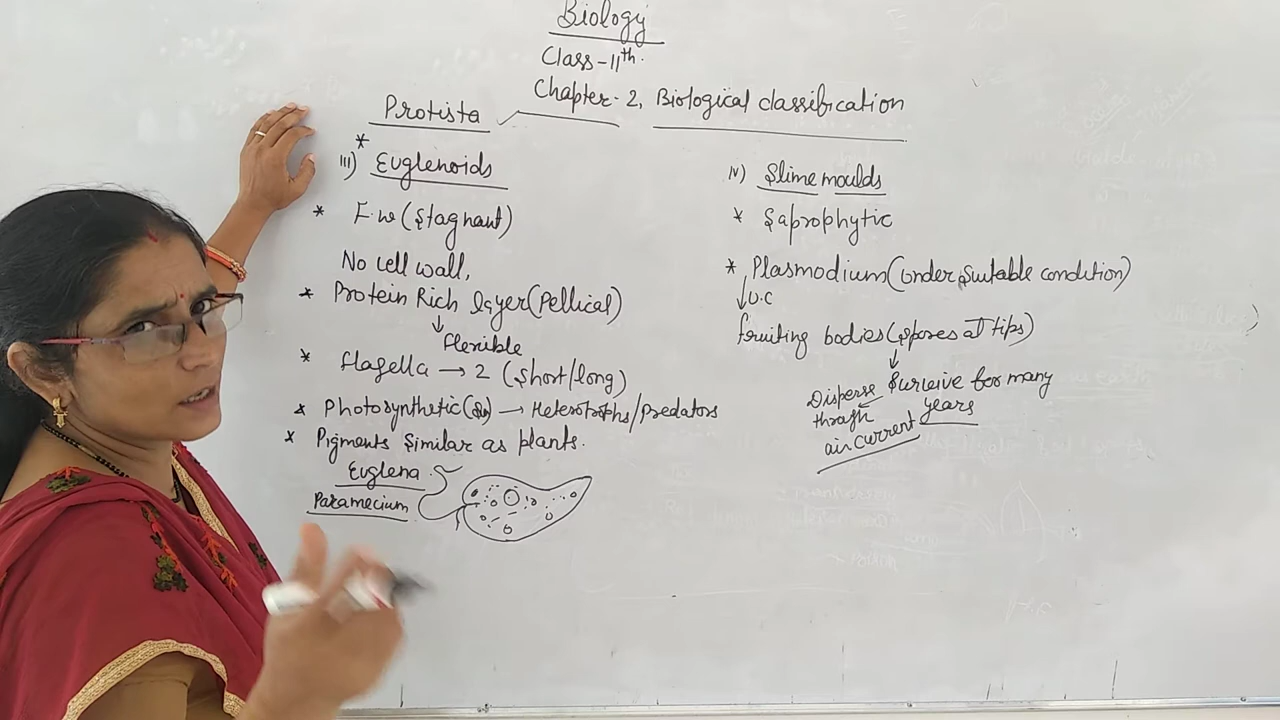 Biology
Class-11th.
Chapter-2, Biological classification
Protista
III) * Euglenoids
* F.w (Stagnant)
No cell wall,
* Protein Rich layer (Pellical)
↓
flexible
* flagella → 2 (Short/long)
* Photosynthetic → Heterotrophs/predators
* Pigments Similar as plants.
Euglena
Paramecium
IV) Slime moulds
* Saprophytic
* Plasmodium (under Suitable condition)
↓ U.C
fruiting bodies (Spores at tips)
↓
Surveive for many years
Disperse
through
air current